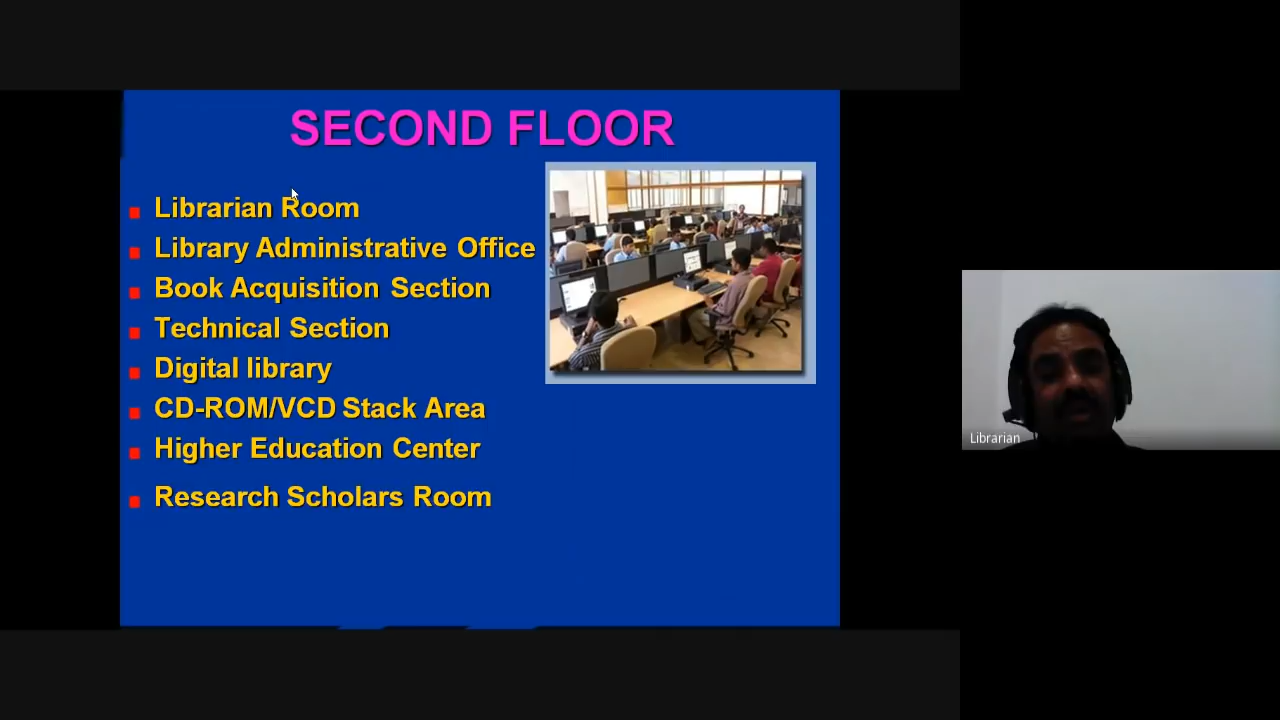 SECOND FLOOR
Librarian Room
Library Administrative Office
Book Acquisition Section
Technical Section
Digital library
CD-ROM/VCD Stack Area
Higher Education Center
Research Scholars Room
Librarian